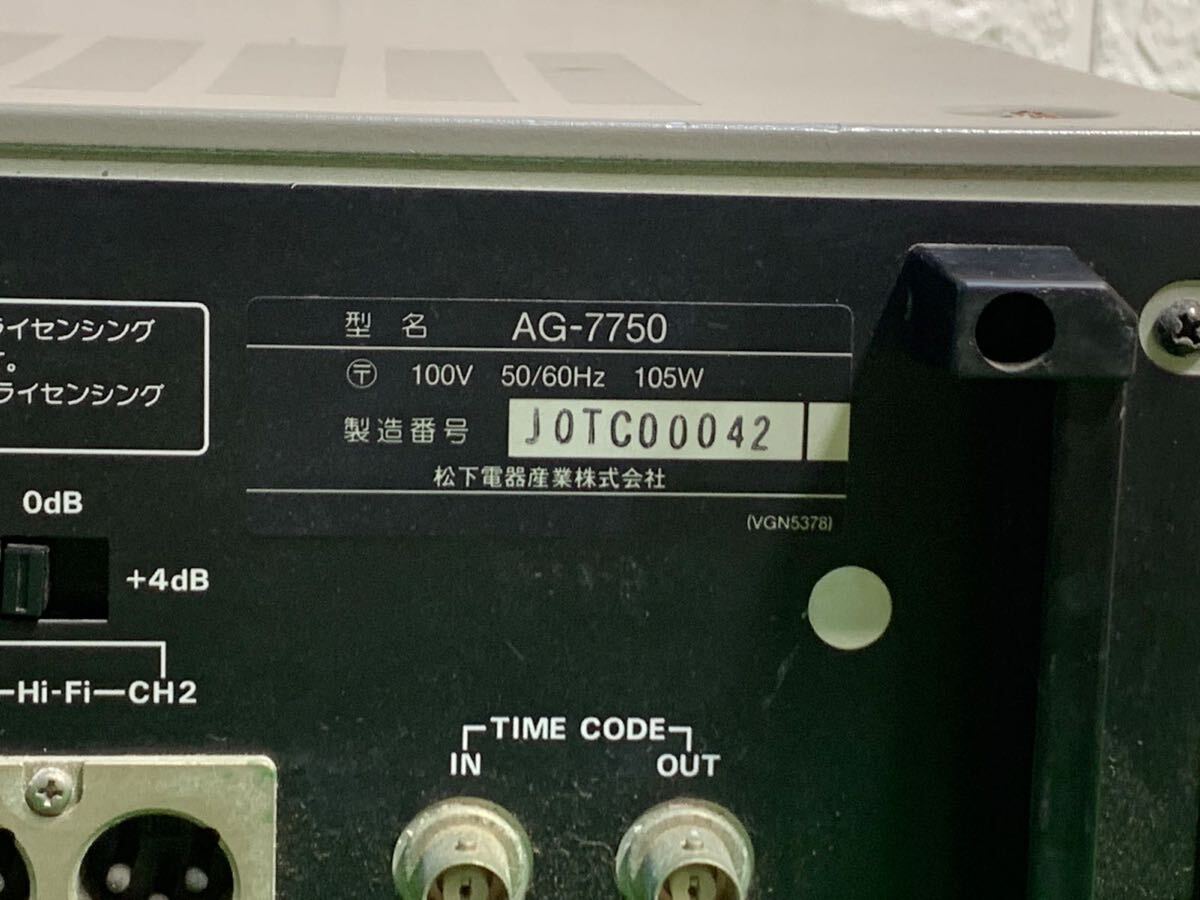 ライセンシング
。
ライセンシング
型名 AG-7750
〒 100V 50/60Hz 105W
製造番号 J0TC00042
松下電器産業株式会社
(VGN5378)
0dB
+4dB
Hi-Fi—CH2
TIME CODE
IN OUT